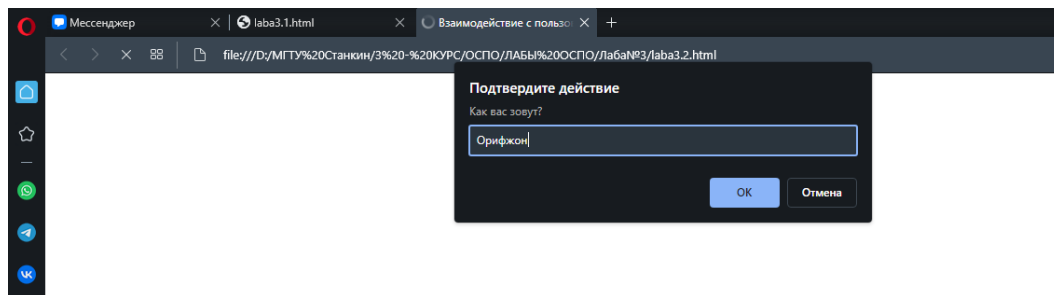 Мессенджер
laba3.1.html
Взаимодействие с пользо
file:///D:/МГТУ%20Станкин/3%20-%20КУРС/ОСПО/ЛАБЫ%20ОСПО/Лаба№3/laba3.2.html
Подтвердите действие
Как вас зовут?
Орифжон
OK
Отмена